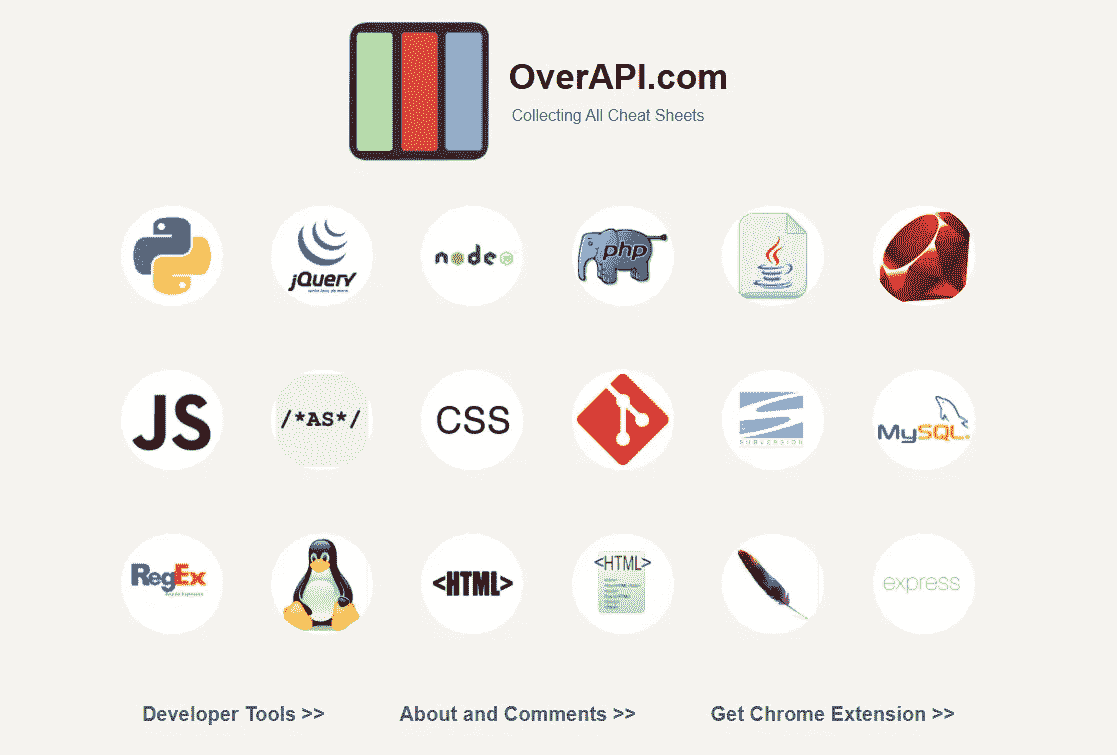 OverAPI.com
Collecting All Cheat Sheets
jQuery
node
php
JS
/*AS*/
CSS
SUBVERSION
MySQL
RegEx
<HTML>
<HTML>
express
Developer Tools >>
About and Comments >>
Get Chrome Extension >>